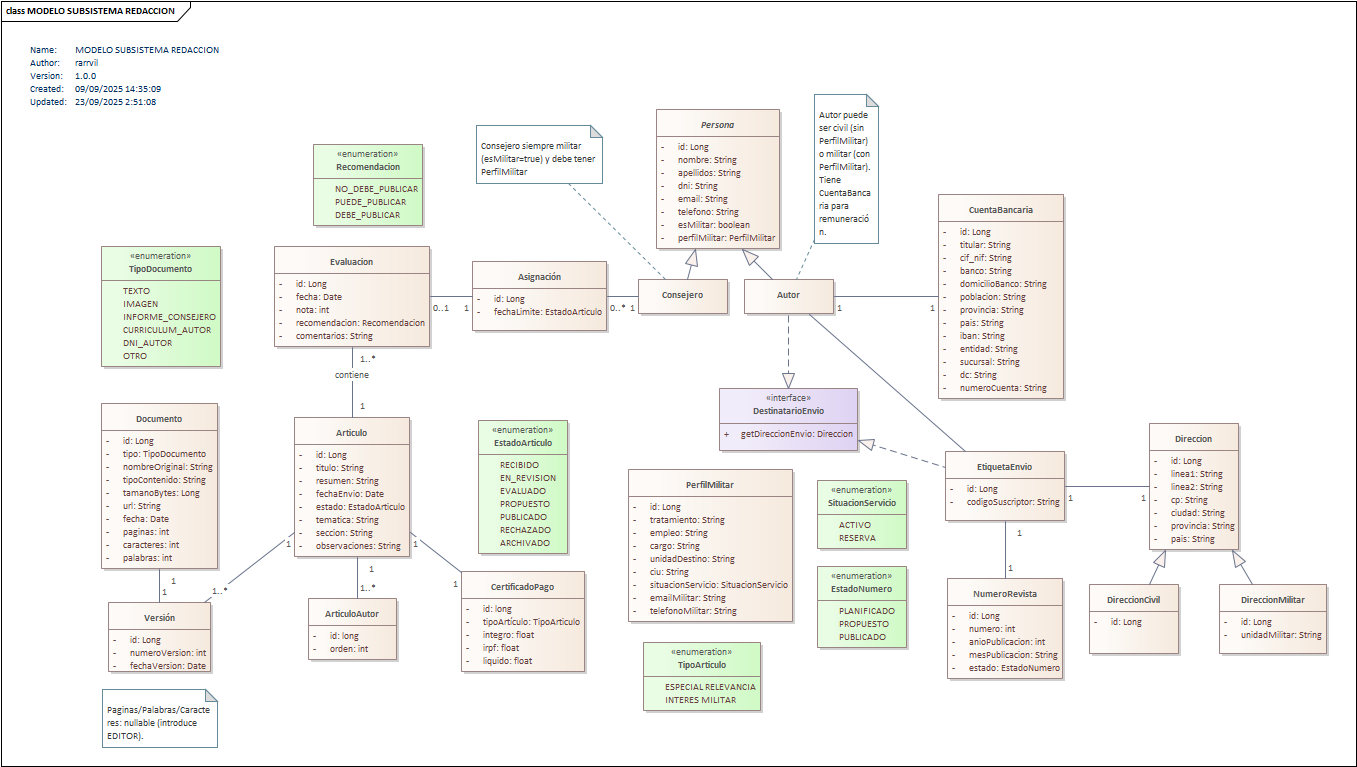 class MODELO SUBSISTEMA REDACCION
Name: MODELO SUBSISTEMA REDACCION
Author: rarrvil
Version: 1.0.0
Created: 09/09/2025 14:35:09
Updated: 23/09/2025 2:51:08
«enumeration»
Recomendacion
NO_DEBE_PUBLICAR
PUEDE_PUBLICAR
DEBE_PUBLICAR
Consejero siempre militar
(esMilitar=true) y debe tener
PerfilMilitar
Persona
- id: Long
- nombre: String
- apellidos: String
- dni: String
- email: String
- telefono: String
- esMilitar: boolean
- perfilMilitar: PerfilMilitar
Autor puede
ser civil (sin
PerfilMilitar)
o militar (con
PerfilMilitar).
Tiene
CuentaBanca
ria para
remuneració
n.
CuentaBancaria
- id: Long
- titular: String
- cif_nif: String
- banco: String
- domicilioBanco: String
- poblacion: String
- provincia: String
- pais: String
- iban: String
- entidad: String
- sucursal: String
- dc: String
- numeroCuenta: String
«enumeration»
TipoDocumento
TEXTO
IMAGEN
INFORME_CONSEJERO
CURRICULUM_AUTOR
DNI_AUTOR
OTRO
Evaluacion
- id: Long
- fecha: Date
- nota: int
- recomendacion: Recomendacion
- comentarios: String
0..1
1
Asignación
- id: Long
- fechaLimite: EstadoArticulo
0..*
1
Consejero
Autor
1
1
1..*
contiene
1
«interface»
DestinatarioEnvio
+ getDireccionEnvio: Direccion
Documento
- id: Long
- tipo: TipoDocumento
- nombreOriginal: String
- tipoContenido: String
- tamanoBytes: Long
- url: String
- fecha: Date
- paginas: int
- caracteres: int
- palabras: int
Articulo
- id: Long
- titulo: String
- resumen: String
- fechaEnvio: Date
- estado: EstadoArticulo
- tematica: String
- seccion: String
- observaciones: String
«enumeration»
EstadoArticulo
RECIBIDO
EN_REVISION
EVALUADO
PROPUESTO
PUBLICADO
RECHAZADO
ARCHIVADO
PerfilMilitar
- id: Long
- tratamiento: String
- empleo: String
- cargo: String
- unidadDestino: String
- ciu: String
- situacionServicio: SituacionServicio
- emailMilitar: String
- telefonoMilitar: String
«enumeration»
SituacionServicio
ACTIVO
RESERVA
EtiquetaEnvio
- id: Long
- codigoSuscriptor: String
1
1
Direccion
- id: Long
- linea1: String
- linea2: String
- cp: String
- ciudad: String
- provincia: String
- pais: String
1
1
1
1
1..*
1
1..*
1
1
1
1
Versión
- id: Long
- numeroVersion: int
- fechaVersion: Date
ArticuloAutor
- id: long
- orden: int
CertificadoPago
- id: long
- tipoArtículo: TipoArticulo
- integro: float
- irpf: float
- liquido: float
«enumeration»
EstadoNumero
PLANIFICADO
PROPUESTO
PUBLICADO
NumeroRevista
- id: Long
- numero: int
- anioPublicacion: int
- mesPublicacion: String
- estado: EstadoNumero
DireccionCivil
- id: Long
DireccionMilitar
- id: Long
- unidadMilitar: String
«enumeration»
TipoArticulo
ESPECIAL RELEVANCIA
INTERES MILITAR
Paginas/Palabras/Caracte
res: nullable (introduce
EDITOR).